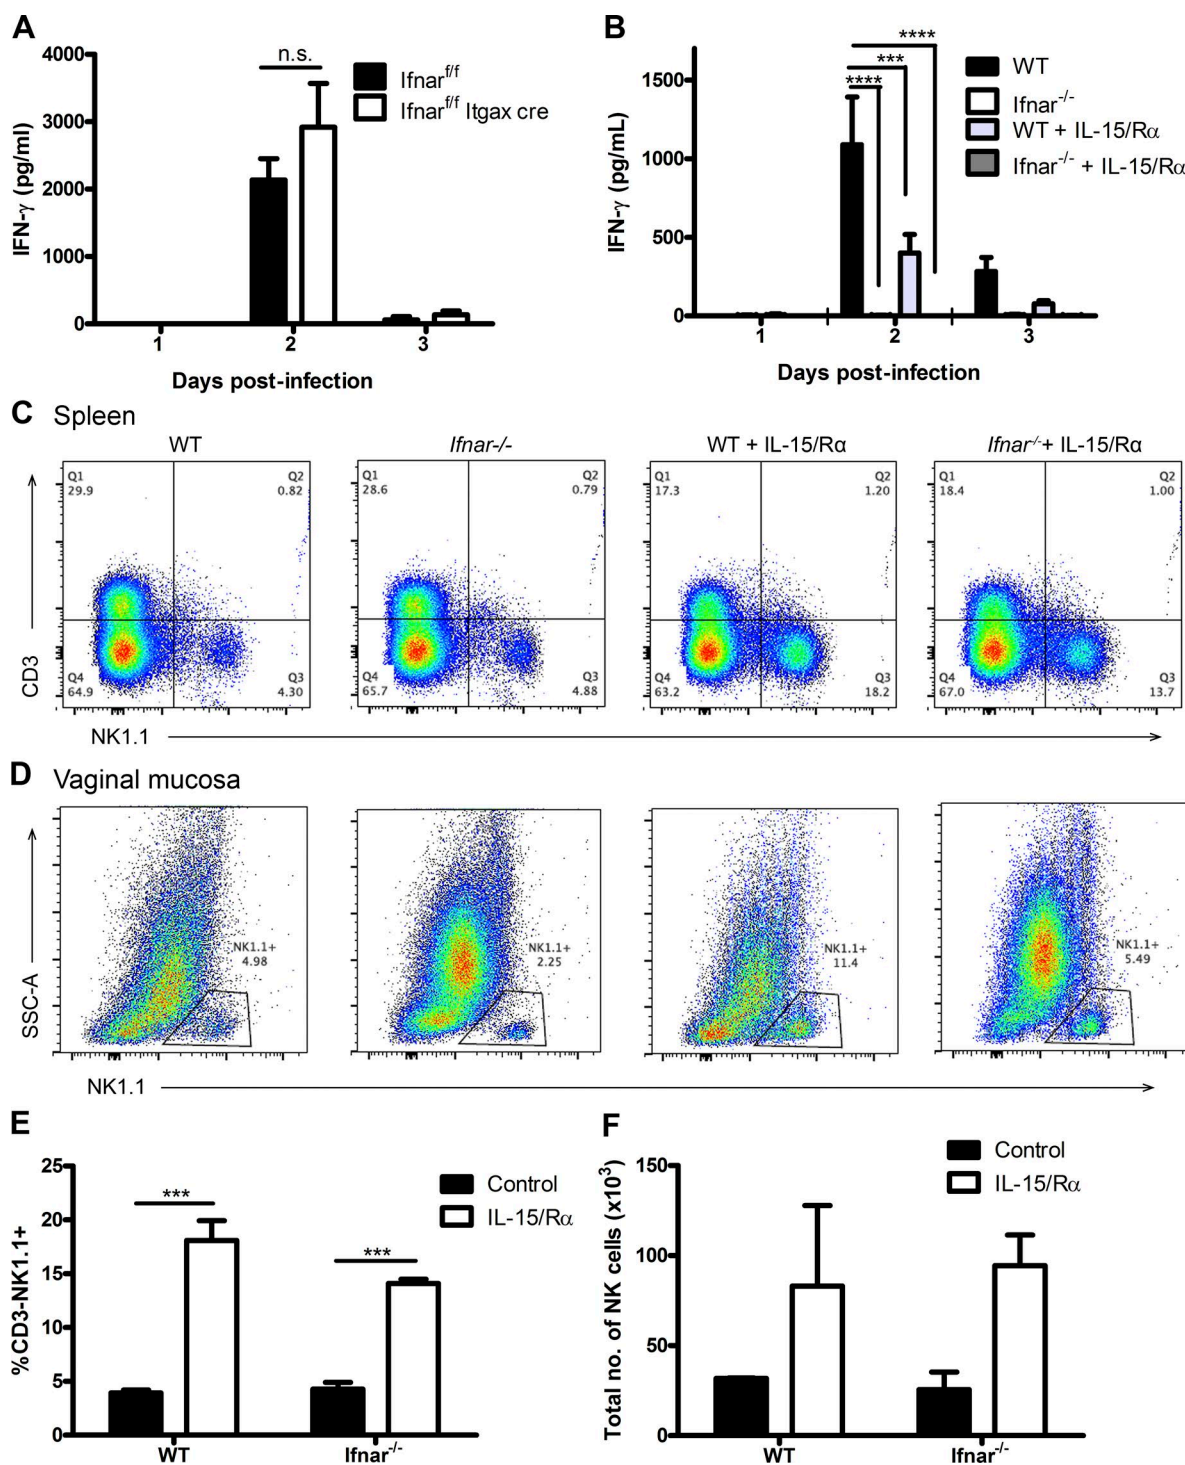 A
4000
3000
2000
1000
0
IFN-γ (pg/ml)
n.s.
Ifnar^f/f
Ifnar^f/f Itgax cre
1 2 3
Days post-infection
B
1500
1000
500
0
IFN-γ (pg/mL)
****
***
****
WT
Ifnar^-/-
WT + IL-15/Rα
Ifnar^-/- + IL-15/Rα
1 2 3
Days post-infection
C Spleen
WT Ifnar-/- WT + IL-15/Rα Ifnar^-/-+ IL-15/Rα
Q1 Q2 Q1 Q2 Q1 Q2 Q1 Q2
29.9 0.82 28.6 0.79 17.3 1.20 18.4 1.00
CD3
Q4 Q3 Q4 Q3 Q4 Q3 Q4 Q3
64.9 4.30 65.7 4.88 63.2 18.2 67.0 13.7
NK1.1
D Vaginal mucosa
SSC-A
NK1.1+ NK1.1+ NK1.1+ NK1.1+
4.98 2.25 11.4 5.49
NK1.1
E
25
20
15
10
5
0
%CD3-NK1.1+
***
***
Control
IL-15/Rα
WT Ifnar^-/-
F
150
100
50
0
Total no. of NK cells (x10^3)
Control
IL-15/Rα
WT Ifnar^-/-